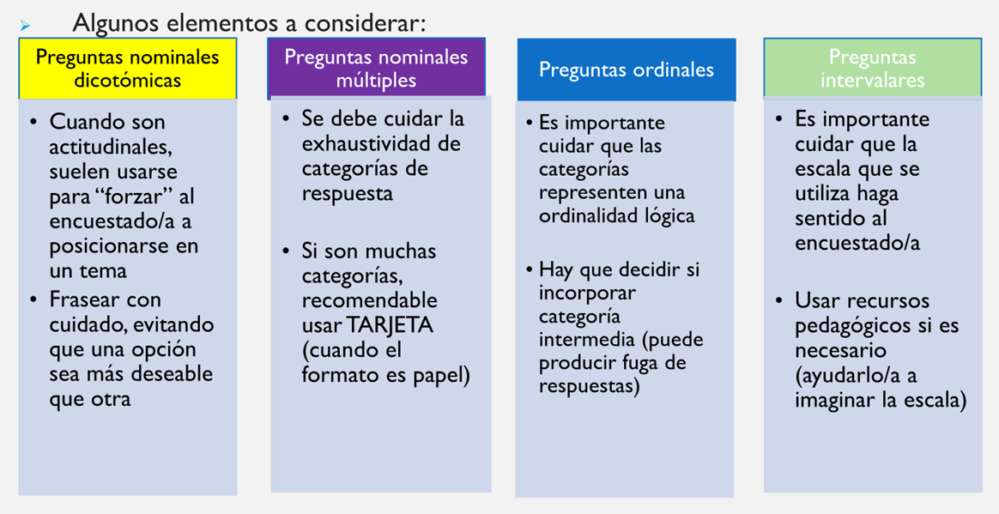 Algunos elementos a considerar:
Preguntas nominales
dicotómicas
• Cuando son
actitudinales,
suelen usarse
para “forzar” al
encuestado/a a
posicionarse en
un tema
• Frasear con
cuidado, evitando
que una opción
sea más deseable
que otra
Preguntas nominales
múltiples
• Se debe cuidar la
exhaustividad de
categorías de
respuesta
• Si son muchas
categorías,
recomendable
usar TARJETA
(cuando el
formato es papel)
Preguntas ordinales
• Es importante
cuidar que las
categorías
representen una
ordinalidad lógica
• Hay que decidir si
incorporar
categoría
intermedia (puede
producir fuga de
respuestas)
Preguntas
intervalares
• Es importante
cuidar que la
escala que se
utiliza haga
sentido al
encuestado/a
• Usar recursos
pedagógicos si es
necesario
(ayudarlo/a a
imaginar la escala)